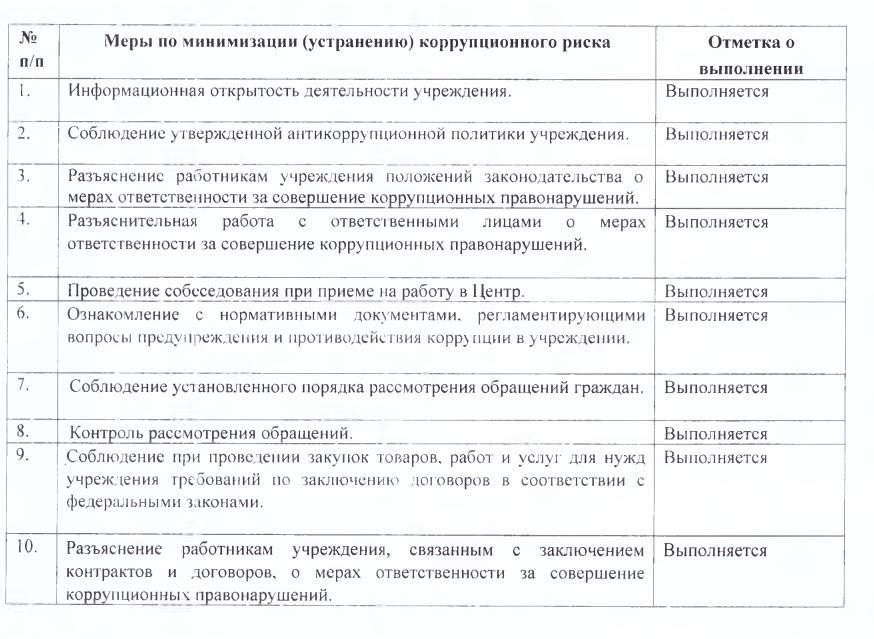 № Меры по минимизации (устранению) коррупционного риска Отметка о
п/п выполнении
1. Информационная открытость деятельности учреждения. Выполняется
2. Соблюдение утвержденной антикоррупционной политики учреждения. Выполняется
3. Разъяснение работникам учреждения положений законодательства о Выполняется
мерах ответственности за совершение коррупционных правонарушений.
4. Разъяснительная работа с ответственными лицами о мерах Выполняется
ответственности за совершение коррупционных правонарушений.
5. Проведение собеседования при приеме на работу в Центр. Выполняется
6. Ознакомление с нормативными документами, регламентирующими Выполняется
вопросы предупреждения и противодействия коррупции в учреждении.
7. Соблюдение установленного порядка рассмотрения обращений граждан. Выполняется
8. Контроль рассмотрения обращений. Выполняется
9. Соблюдение при проведении закупок товаров, работ и услуг для нужд Выполняется
учреждения требований по заключению договоров в соответствии с
федеральными законами.
10. Разъяснение работникам учреждения, связанным с заключением Выполняется
контрактов и договоров, о мерах ответственности за совершение
коррупционных правонарушений.